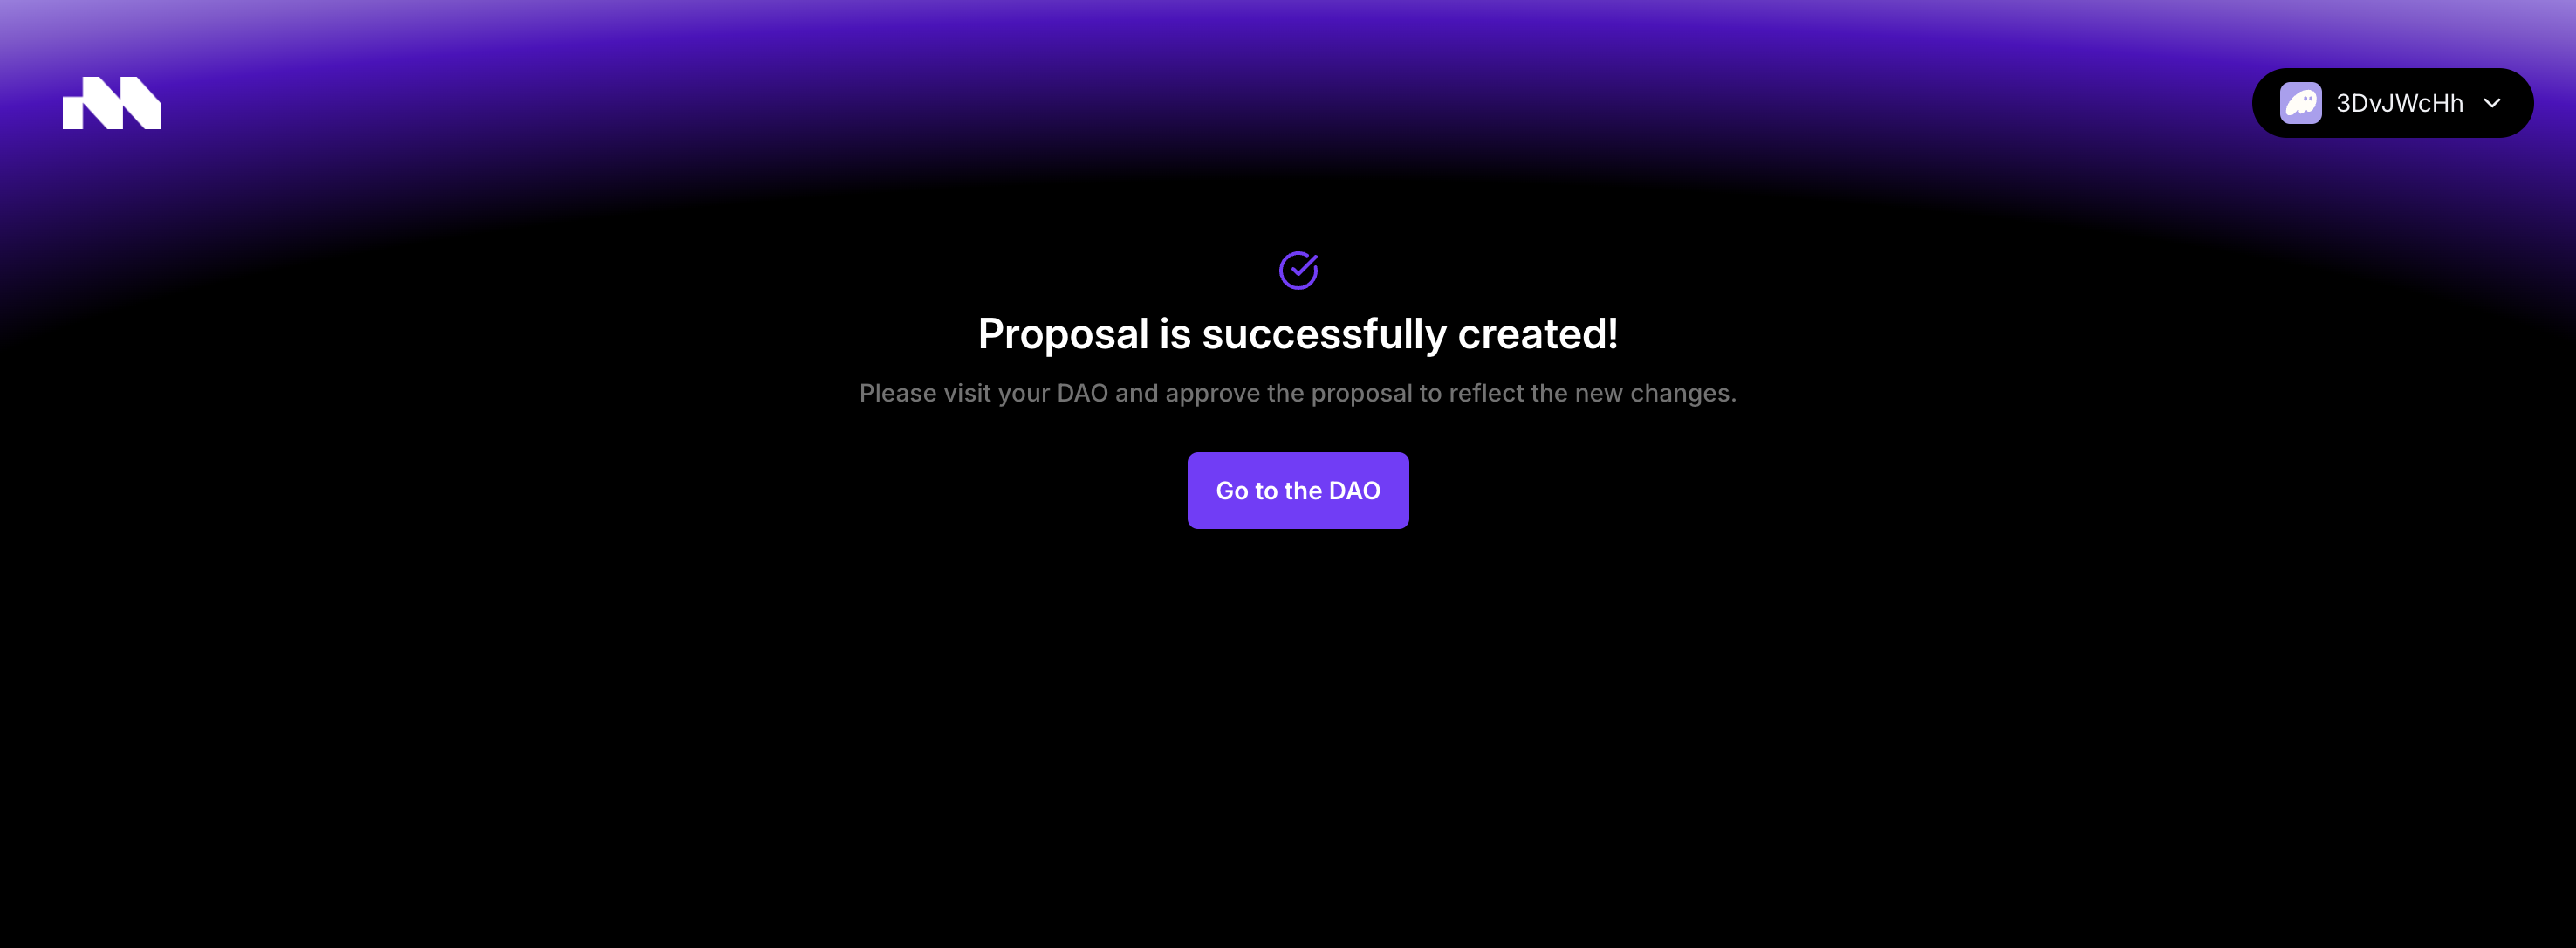 3DvJWcHh
Proposal is successfully created!
Please visit your DAO and approve the proposal to reflect the new changes.
Go to the DAO